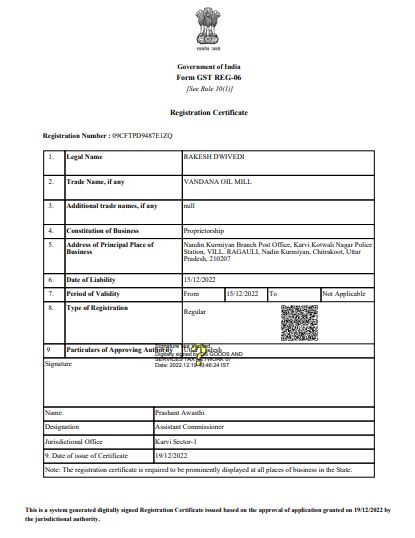 सत्यमेव जयते
Government of India
Form GST REG-06
[See Rule 10(1)]
Registration Certificate
Registration Number : 09CFTPD9487E1ZQ
1. Legal Name RAKESH DWIVEDI
2. Trade Name, if any VANDANA OIL MILL
3. Additional trade names, if any null
4. Constitution of Business Proprietorship
5. Address of Principal Place of Business Nandin Kurmiyan Branch Post Office, Karvi Kotwali Nagar Police
Station, VILL. RAGAULI, Nadin Kurmiyan, Chitrakoot, Uttar
Pradesh, 210207
6. Date of Liability 15/12/2022
7. Period of Validity From 15/12/2022 To Not Applicable
8. Type of Registration Regular
9 Particulars of Approving Authority
Signature
Signature Not Verified
Digitally signed by DS GOODS AND
SERVICES TAX NETWORK 07
Date: 2022.12.19 IST
Name Prashant Awasthi
Designation Assistant Commissioner
Jurisdictional Office Karvi Sector-1
9. Date of issue of Certificate 19/12/2022
Note: The registration certificate is required to be prominently displayed at all places of business in the State.
This is a system generated digitally signed Registration Certificate issued based on the approval of application granted on 19/12/2022 by
the jurisdictional authority.